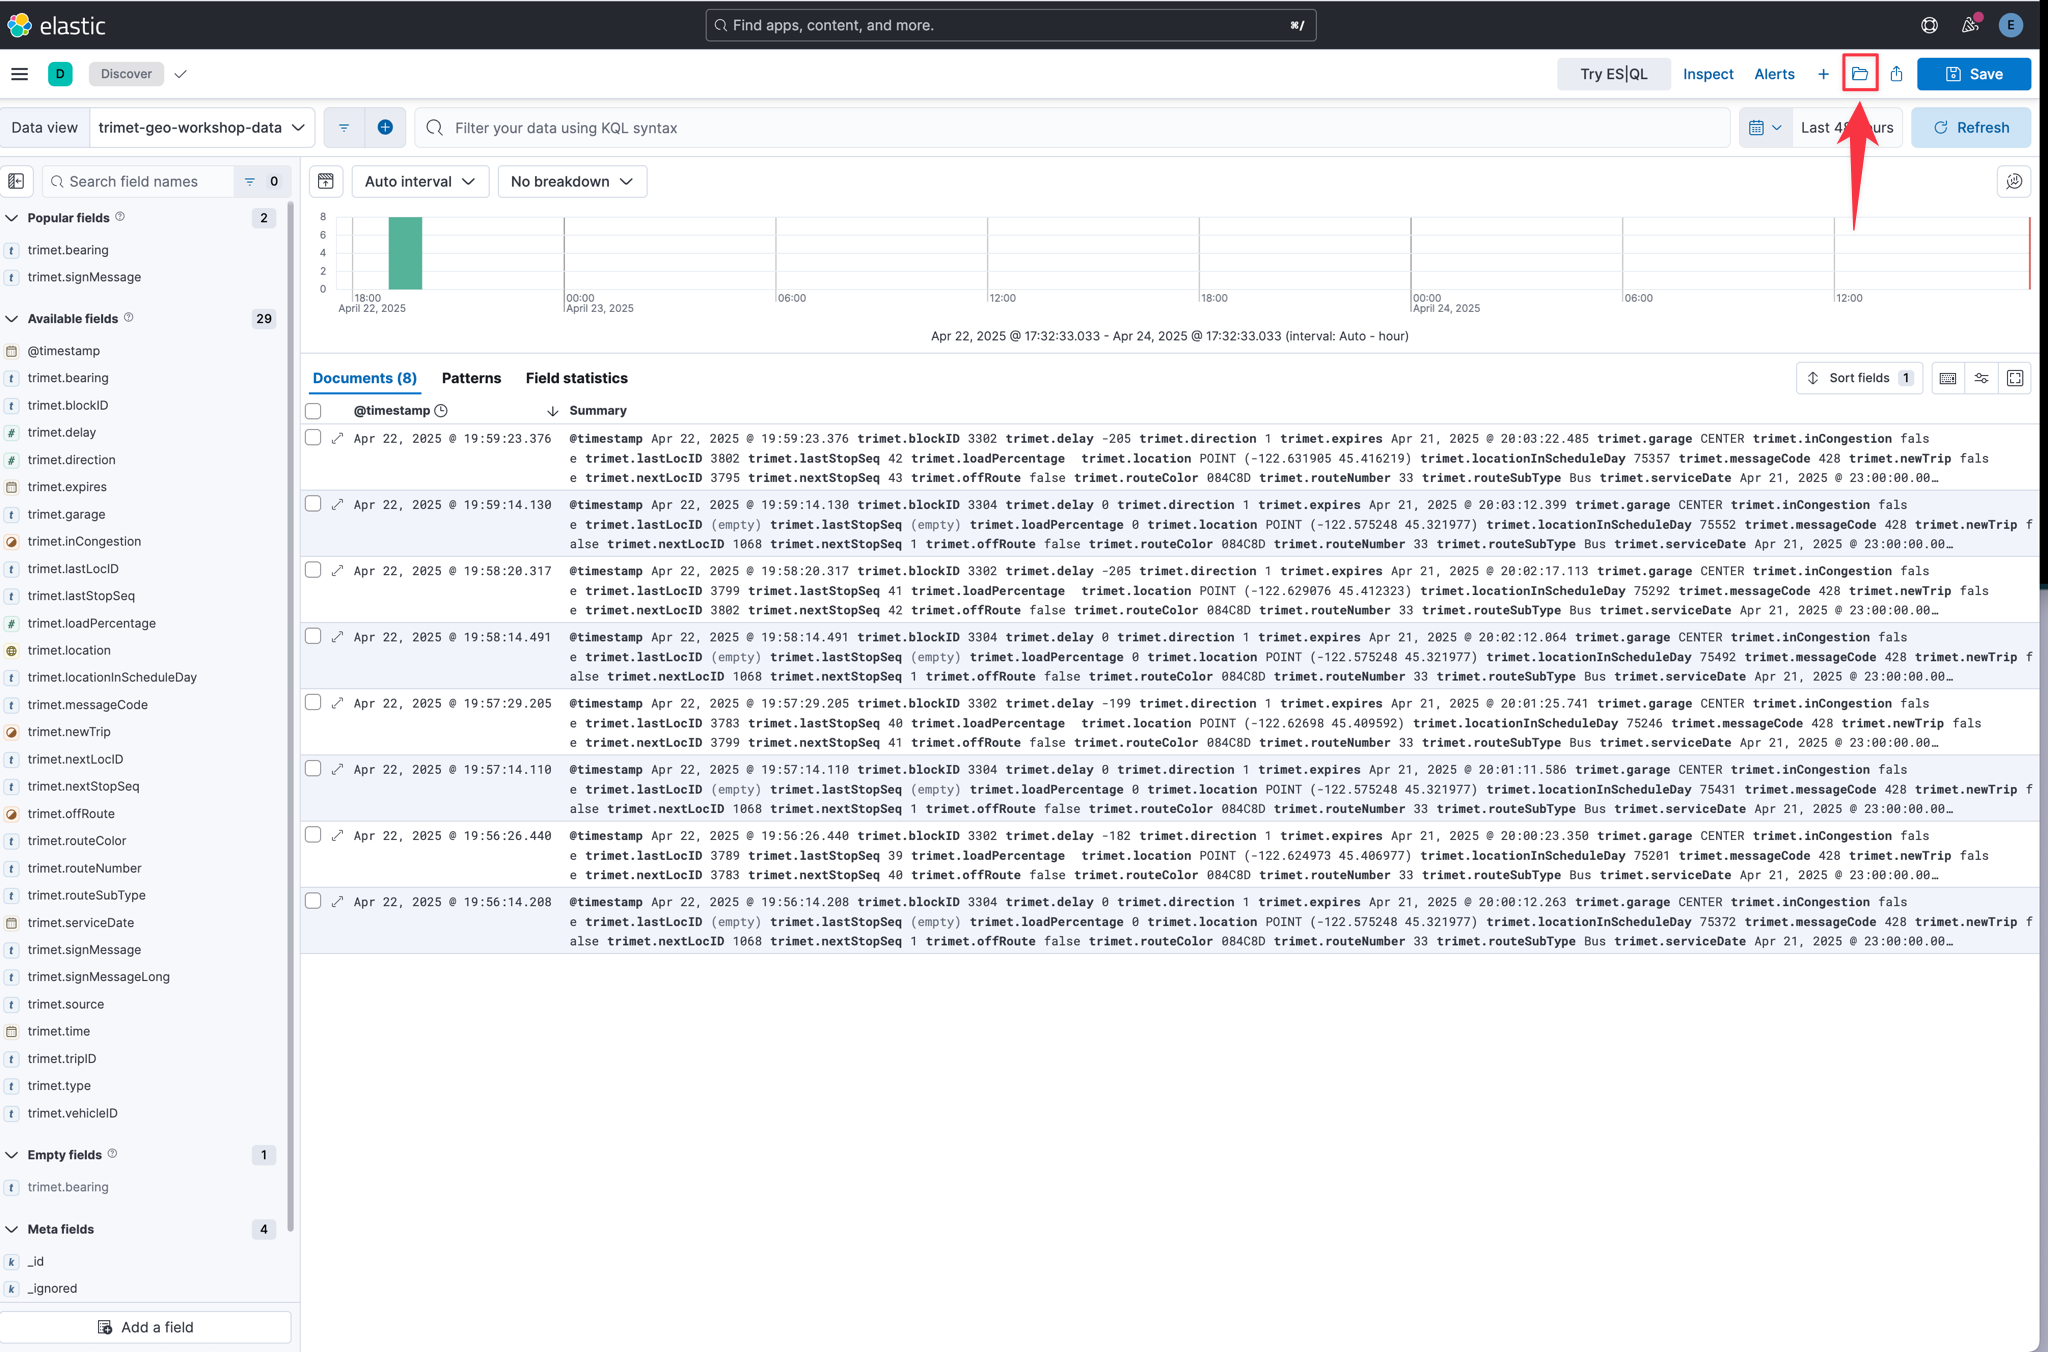 elastic
Find apps, content, and more.
⌘/
E
D
Discover
Try ES|QL
Inspect
Alerts
+
Save
Data view
trimet-geo-workshop-data
Filter your data using KQL syntax
Last 4
urs
Refresh
Search field names
0
Auto interval
No breakdown
Popular fields
2
trimet.bearing
trimet.signMessage
Available fields
29
@timestamp
trimet.bearing
trimet.blockID
trimet.delay
trimet.direction
trimet.expires
trimet.garage
trimet.inCongestion
trimet.lastLocID
trimet.lastStopSeq
trimet.loadPercentage
trimet.location
trimet.locationInScheduleDay
trimet.messageCode
trimet.newTrip
trimet.nextLocID
trimet.nextStopSeq
trimet.offRoute
trimet.routeColor
trimet.routeNumber
trimet.routeSubType
trimet.serviceDate
trimet.signMessage
trimet.signMessageLong
trimet.source
trimet.time
trimet.tripID
trimet.type
trimet.vehicleID
Empty fields
1
trimet.bearing
Meta fields
4
_id
_ignored
Add a field
8
6
4
2
0
18:00
April 22, 2025
00:00
April 23, 2025
06:00
12:00
18:00
00:00
April 24, 2025
06:00
12:00
Apr 22, 2025 @ 17:32:33.033 - Apr 24, 2025 @ 17:32:33.033 (interval: Auto - hour)
Documents (8)
Patterns
Field statistics
Sort fields 1
@timestamp
Summary
Apr 22, 2025 @ 19:59:23.376
@timestamp Apr 22, 2025 @ 19:59:23.376 trimet.blockID 3302 trimet.delay -205 trimet.direction 1 trimet.expires Apr 21, 2025 @ 20:03:22.485 trimet.garage CENTER trimet.inCongestion fals
e trimet.lastLocID 3802 trimet.lastStopSeq 42 trimet.loadPercentage trimet.location POINT (-122.631905 45.416219) trimet.locationInScheduleDay 75357 trimet.messageCode 428 trimet.newTrip fals
e trimet.nextLocID 3795 trimet.nextStopSeq 43 trimet.offRoute false trimet.routeColor 084C8D trimet.routeNumber 33 trimet.routeSubType Bus trimet.serviceDate Apr 21, 2025 @ 23:00:00.00…
Apr 22, 2025 @ 19:59:14.130
@timestamp Apr 22, 2025 @ 19:59:14.130 trimet.blockID 3304 trimet.delay 0 trimet.direction 1 trimet.expires Apr 21, 2025 @ 20:03:12.399 trimet.garage CENTER trimet.inCongestion fals
e trimet.lastLocID (empty) trimet.lastStopSeq (empty) trimet.loadPercentage 0 trimet.location POINT (-122.575248 45.321977) trimet.locationInScheduleDay 75552 trimet.messageCode 428 trimet.newTrip f
alse trimet.nextLocID 1068 trimet.nextStopSeq 1 trimet.offRoute false trimet.routeColor 084C8D trimet.routeNumber 33 trimet.routeSubType Bus trimet.serviceDate Apr 21, 2025 @ 23:00:00.00…
Apr 22, 2025 @ 19:58:20.317
@timestamp Apr 22, 2025 @ 19:58:20.317 trimet.blockID 3302 trimet.delay -205 trimet.direction 1 trimet.expires Apr 21, 2025 @ 20:02:17.113 trimet.garage CENTER trimet.inCongestion fals
e trimet.lastLocID 3799 trimet.lastStopSeq 41 trimet.loadPercentage trimet.location POINT (-122.629076 45.412323) trimet.locationInScheduleDay 75292 trimet.messageCode 428 trimet.newTrip fals
e trimet.nextLocID 3802 trimet.nextStopSeq 42 trimet.offRoute false trimet.routeColor 084C8D trimet.routeNumber 33 trimet.routeSubType Bus trimet.serviceDate Apr 21, 2025 @ 23:00:00.00…
Apr 22, 2025 @ 19:58:14.491
@timestamp Apr 22, 2025 @ 19:58:14.491 trimet.blockID 3304 trimet.delay 0 trimet.direction 1 trimet.expires Apr 21, 2025 @ 20:02:12.064 trimet.garage CENTER trimet.inCongestion fals
e trimet.lastLocID (empty) trimet.lastStopSeq (empty) trimet.loadPercentage 0 trimet.location POINT (-122.575248 45.321977) trimet.locationInScheduleDay 75492 trimet.messageCode 428 trimet.newTrip f
alse trimet.nextLocID 1068 trimet.nextStopSeq 1 trimet.offRoute false trimet.routeColor 084C8D trimet.routeNumber 33 trimet.routeSubType Bus trimet.serviceDate Apr 21, 2025 @ 23:00:00.00…
Apr 22, 2025 @ 19:57:29.205
@timestamp Apr 22, 2025 @ 19:57:29.205 trimet.blockID 3302 trimet.delay -199 trimet.direction 1 trimet.expires Apr 21, 2025 @ 20:01:25.741 trimet.garage CENTER trimet.inCongestion fals
e trimet.lastLocID 3783 trimet.lastStopSeq 40 trimet.loadPercentage trimet.location POINT (-122.62698 45.409592) trimet.locationInScheduleDay 75246 trimet.messageCode 428 trimet.newTrip fals
e trimet.nextLocID 3799 trimet.nextStopSeq 41 trimet.offRoute false trimet.routeColor 084C8D trimet.routeNumber 33 trimet.routeSubType Bus trimet.serviceDate Apr 21, 2025 @ 23:00:00.00…
Apr 22, 2025 @ 19:57:14.110
@timestamp Apr 22, 2025 @ 19:57:14.110 trimet.blockID 3304 trimet.delay 0 trimet.direction 1 trimet.expires Apr 21, 2025 @ 20:01:11.586 trimet.garage CENTER trimet.inCongestion fals
e trimet.lastLocID (empty) trimet.lastStopSeq (empty) trimet.loadPercentage 0 trimet.location POINT (-122.575248 45.321977) trimet.locationInScheduleDay 75431 trimet.messageCode 428 trimet.newTrip f
alse trimet.nextLocID 1068 trimet.nextStopSeq 1 trimet.offRoute false trimet.routeColor 084C8D trimet.routeNumber 33 trimet.routeSubType Bus trimet.serviceDate Apr 21, 2025 @ 23:00:00.00…
Apr 22, 2025 @ 19:56:26.440
@timestamp Apr 22, 2025 @ 19:56:26.440 trimet.blockID 3302 trimet.delay -182 trimet.direction 1 trimet.expires Apr 21, 2025 @ 20:00:23.350 trimet.garage CENTER trimet.inCongestion fals
e trimet.lastLocID 3789 trimet.lastStopSeq 39 trimet.loadPercentage trimet.location POINT (-122.624973 45.406977) trimet.locationInScheduleDay 75201 trimet.messageCode 428 trimet.newTrip fals
e trimet.nextLocID 3783 trimet.nextStopSeq 40 trimet.offRoute false trimet.routeColor 084C8D trimet.routeNumber 33 trimet.routeSubType Bus trimet.serviceDate Apr 21, 2025 @ 23:00:00.00…
Apr 22, 2025 @ 19:56:14.208
@timestamp Apr 22, 2025 @ 19:56:14.208 trimet.blockID 3304 trimet.delay 0 trimet.direction 1 trimet.expires Apr 21, 2025 @ 20:00:12.263 trimet.garage CENTER trimet.inCongestion fals
e trimet.lastLocID (empty) trimet.lastStopSeq (empty) trimet.loadPercentage 0 trimet.location POINT (-122.575248 45.321977) trimet.locationInScheduleDay 75372 trimet.messageCode 428 trimet.newTrip f
alse trimet.nextLocID 1068 trimet.nextStopSeq 1 trimet.offRoute false trimet.routeColor 084C8D trimet.routeNumber 33 trimet.routeSubType Bus trimet.serviceDate Apr 21, 2025 @ 23:00:00.00…